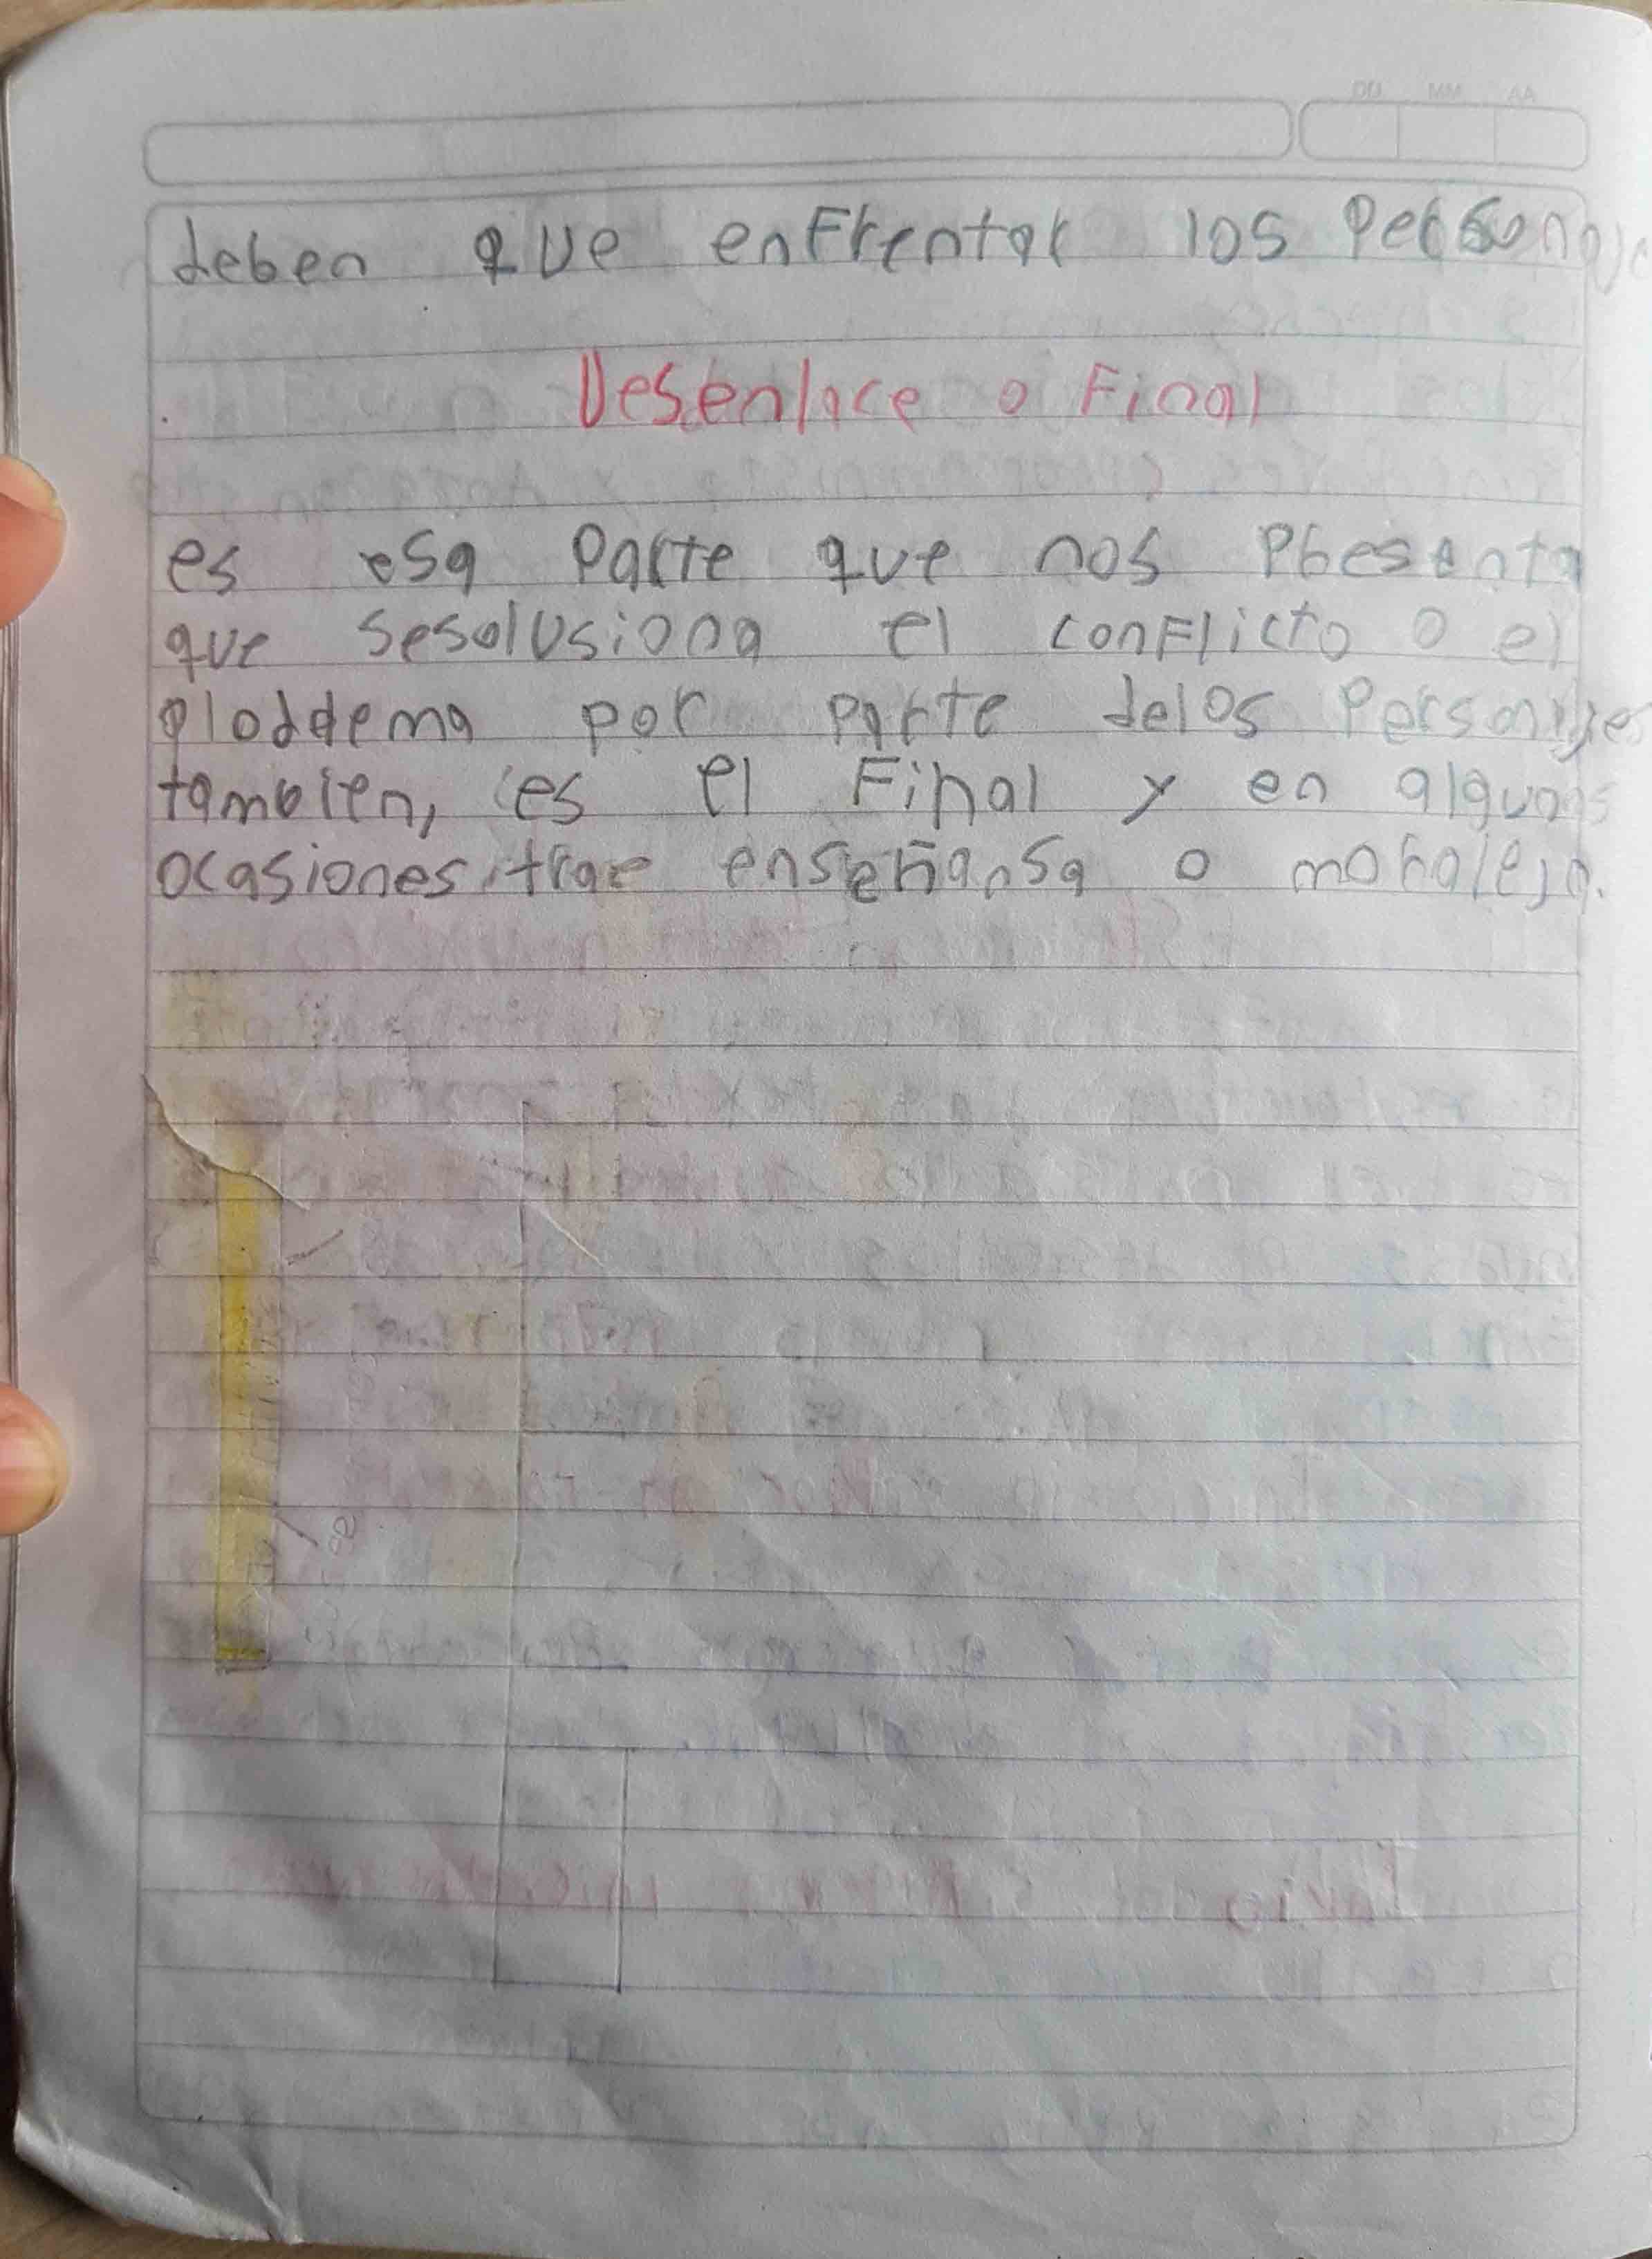 DD MM AA
deben que enFrentar los Personaje
Desenlace o Final
es esa Parte que nos Presenta
que sesolusiona el conFlicto o el
ploddema por parte delos Personajes
tambien, es el Final y en algunas
ocasiones, trae enseñansa o moraleja.